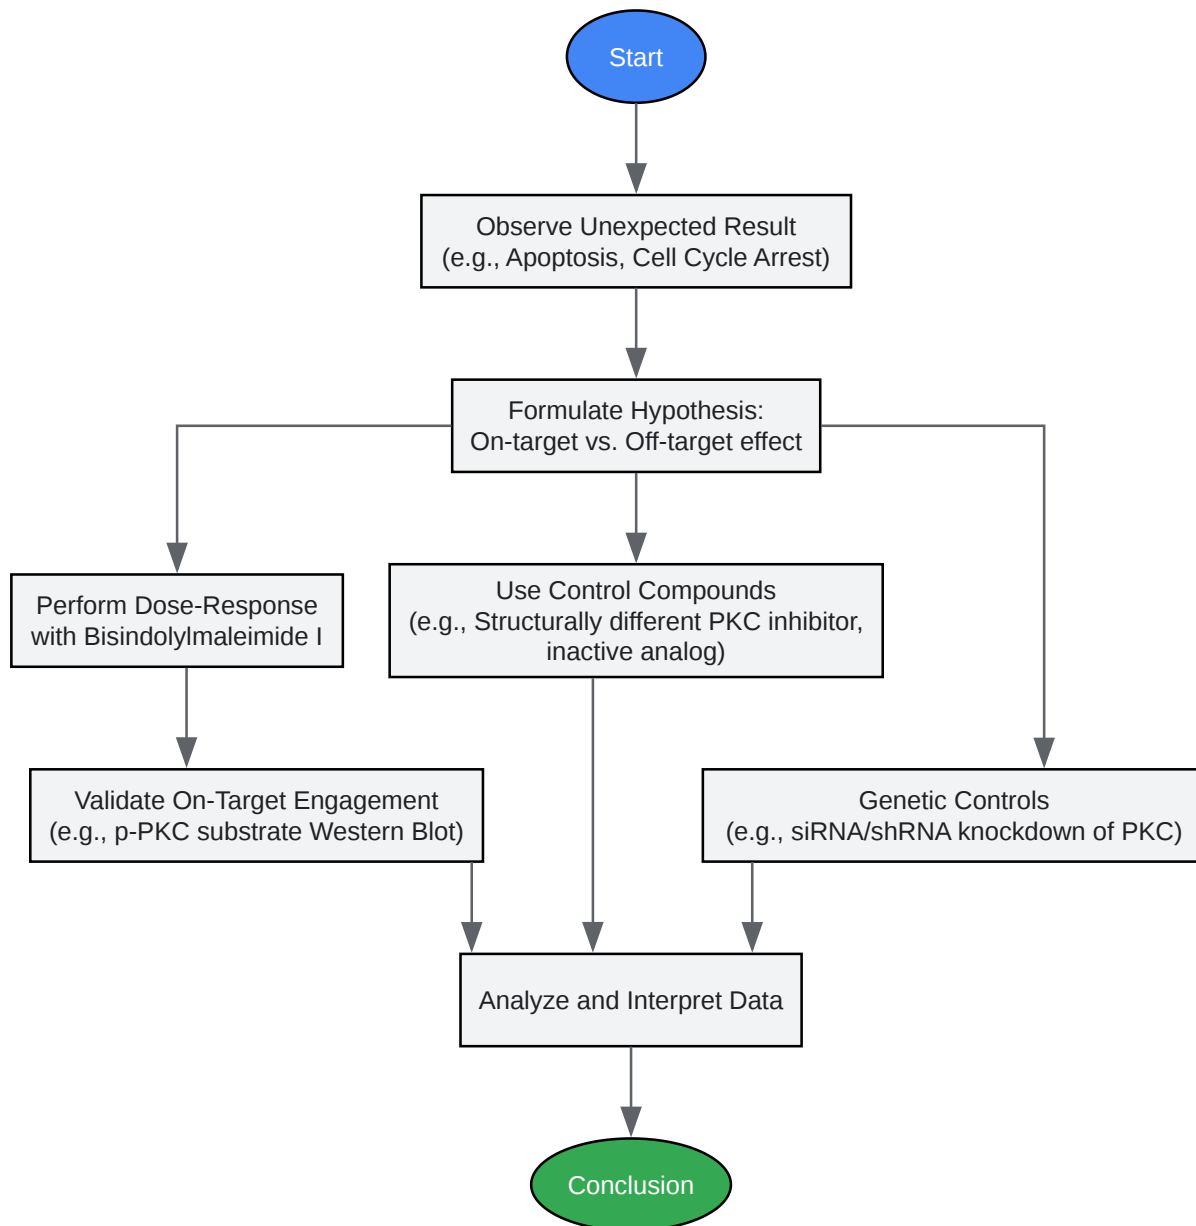 Start
Observe Unexpected Result
(e.g., Apoptosis, Cell Cycle Arrest)
Formulate Hypothesis:
On-target vs. Off-target effect
Perform Dose-Response
with Bisindolylmaleimide I
Use Control Compounds
(e.g., Structurally different PKC inhibitor,
inactive analog)
Validate On-Target Engagement
(e.g., p-PKC substrate Western Blot)
Genetic Controls
(e.g., siRNA/shRNA knockdown of PKC)
Analyze and Interpret Data
Conclusion